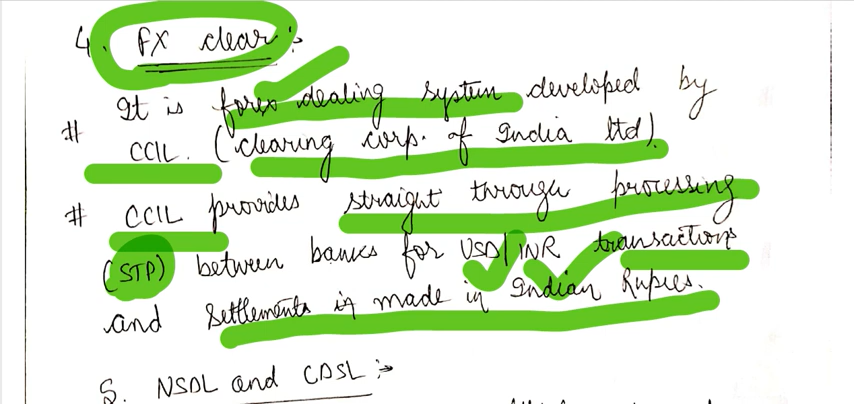 4. FX clear :-
It is forex dealing system developed by
# CCIL. (clearing corp. of India ltd).
# CCIL provides straight through processing
(STP) between banks for USD/INR transactions
and settlements is made in Indian Rupees.
5. NSDL and CDSL :-